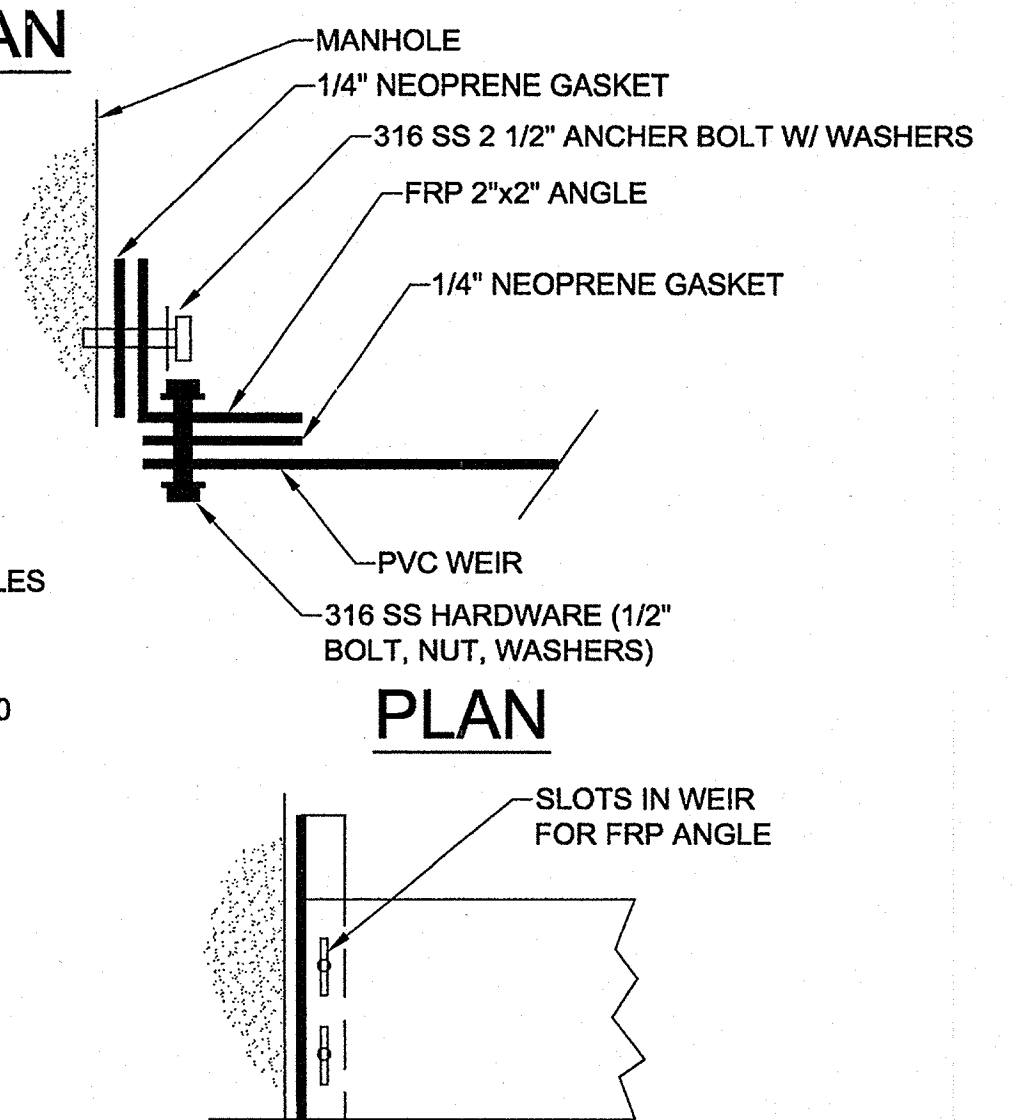 AN
MANHOLE
1/4" NEOPRENE GASKET
316 SS 2 1/2" ANCHER BOLT W/ WASHERS
FRP 2"x2" ANGLE
1/4" NEOPRENE GASKET
PVC WEIR
LES
316 SS HARDWARE (1/2"
BOLT, NUT, WASHERS)
0
PLAN
SLOTS IN WEIR
FOR FRP ANGLE